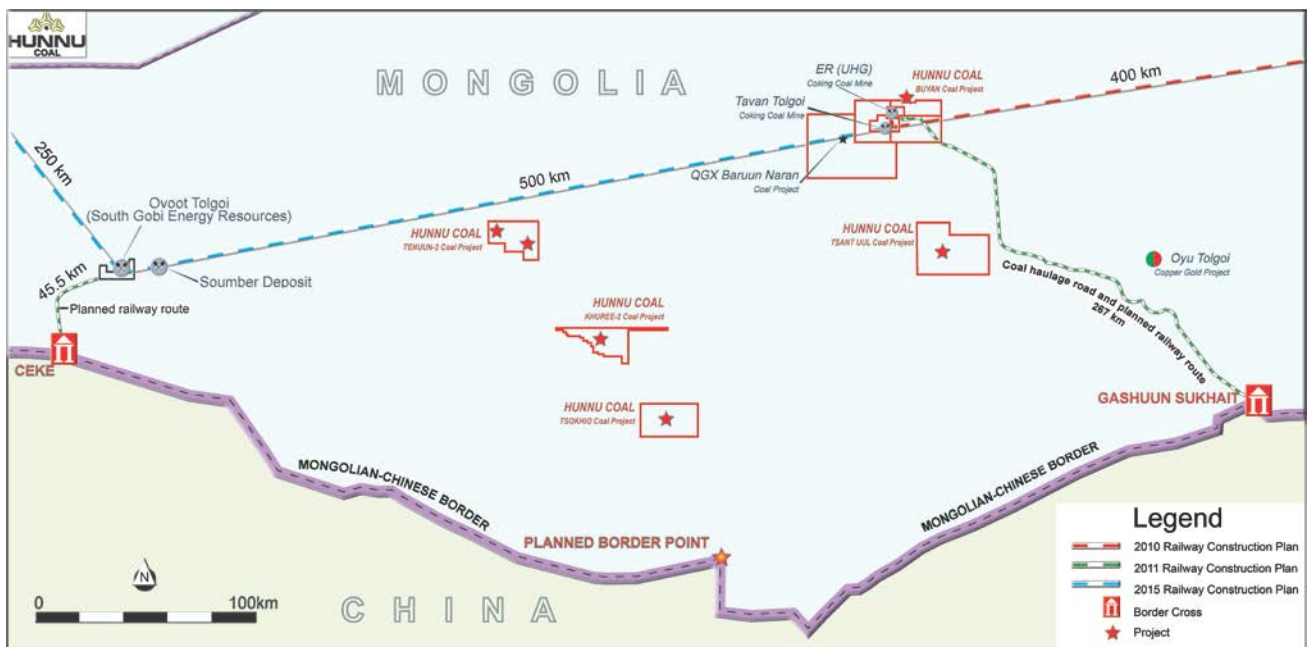 HUNNU
COAL
MONGOLIA
ER (UHG)
Coking Coal Mine
HUNNU COAL
BUYAN Coal Project
400 km
Tavan Tolgoi
Coking Coal Mine
250 km
500 km
QGX Baruun Naran
Coal Project
Ovoot Tolgoi
(South Gobi Energy Resources)
HUNNU COAL
TENUUN-2 Coal Project
HUNNU COAL
TSANT UUL Coal Project
Oyu Tolgoi
Copper Gold Project
45.5 km
Soumber Deposit
Planned railway route
Coal haulage road and planned railway route
267 km
HUNNU COAL
KHUREE-2 Coal Project
CEKE
GASHUUN SUKHAIT
HUNNU COAL
TSOKHIO Coal Project
MONGOLIAN-CHINESE BORDER
MONGOLIAN-CHINESE BORDER
PLANNED BORDER POINT
N
0 100km
CHINA
Legend
2010 Railway Construction Plan
2011 Railway Construction Plan
2015 Railway Construction Plan
Border Cross
Project